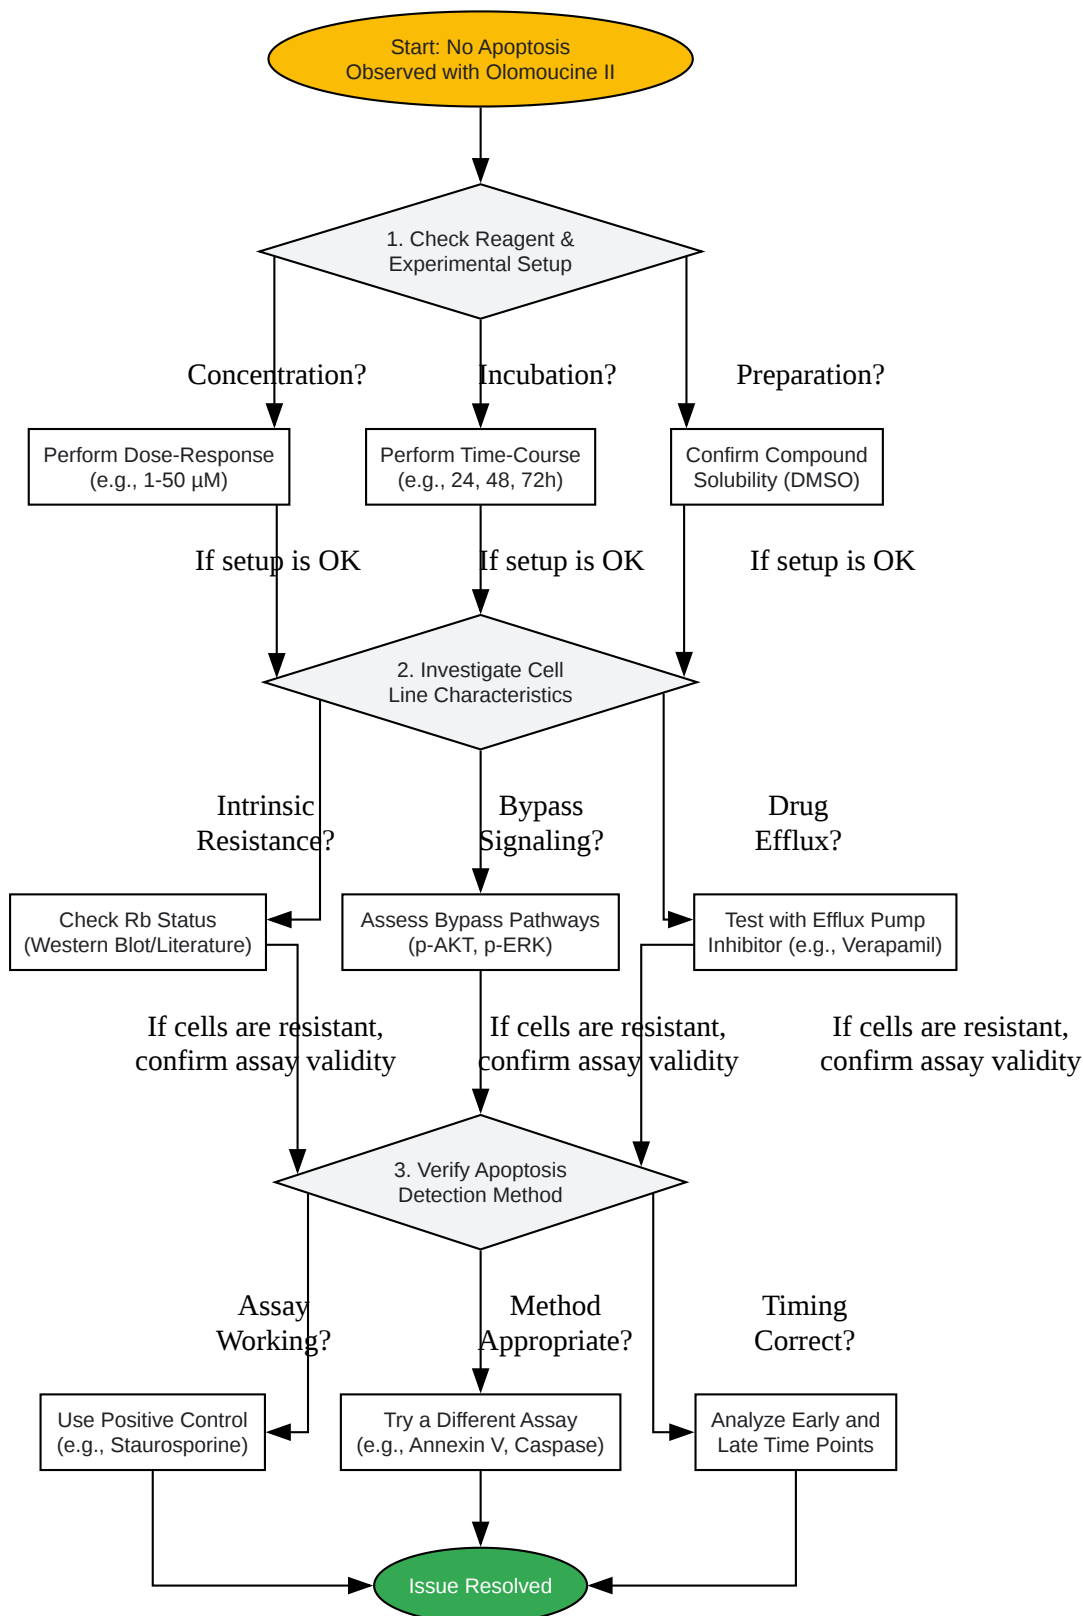 Start: No Apoptosis
Observed with Olomoucine II
1. Check Reagent &
Experimental Setup
Concentration?
Incubation?
Preparation?
Perform Dose-Response
(e.g., 1-50 µM)
Perform Time-Course
(e.g., 24, 48, 72h)
Confirm Compound
Solubility (DMSO)
If setup is OK
If setup is OK
If setup is OK
2. Investigate Cell
Line Characteristics
Intrinsic
Resistance?
Bypass
Signaling?
Drug
Efflux?
Check Rb Status
(Western Blot/Literature)
Assess Bypass Pathways
(p-AKT, p-ERK)
Test with Efflux Pump
Inhibitor (e.g., Verapamil)
If cells are resistant,
confirm assay validity
If cells are resistant,
confirm assay validity
If cells are resistant,
confirm assay validity
3. Verify Apoptosis
Detection Method
Assay
Working?
Method
Appropriate?
Timing
Correct?
Use Positive Control
(e.g., Staurosporine)
Try a Different Assay
(e.g., Annexin V, Caspase)
Analyze Early and
Late Time Points
Issue Resolved